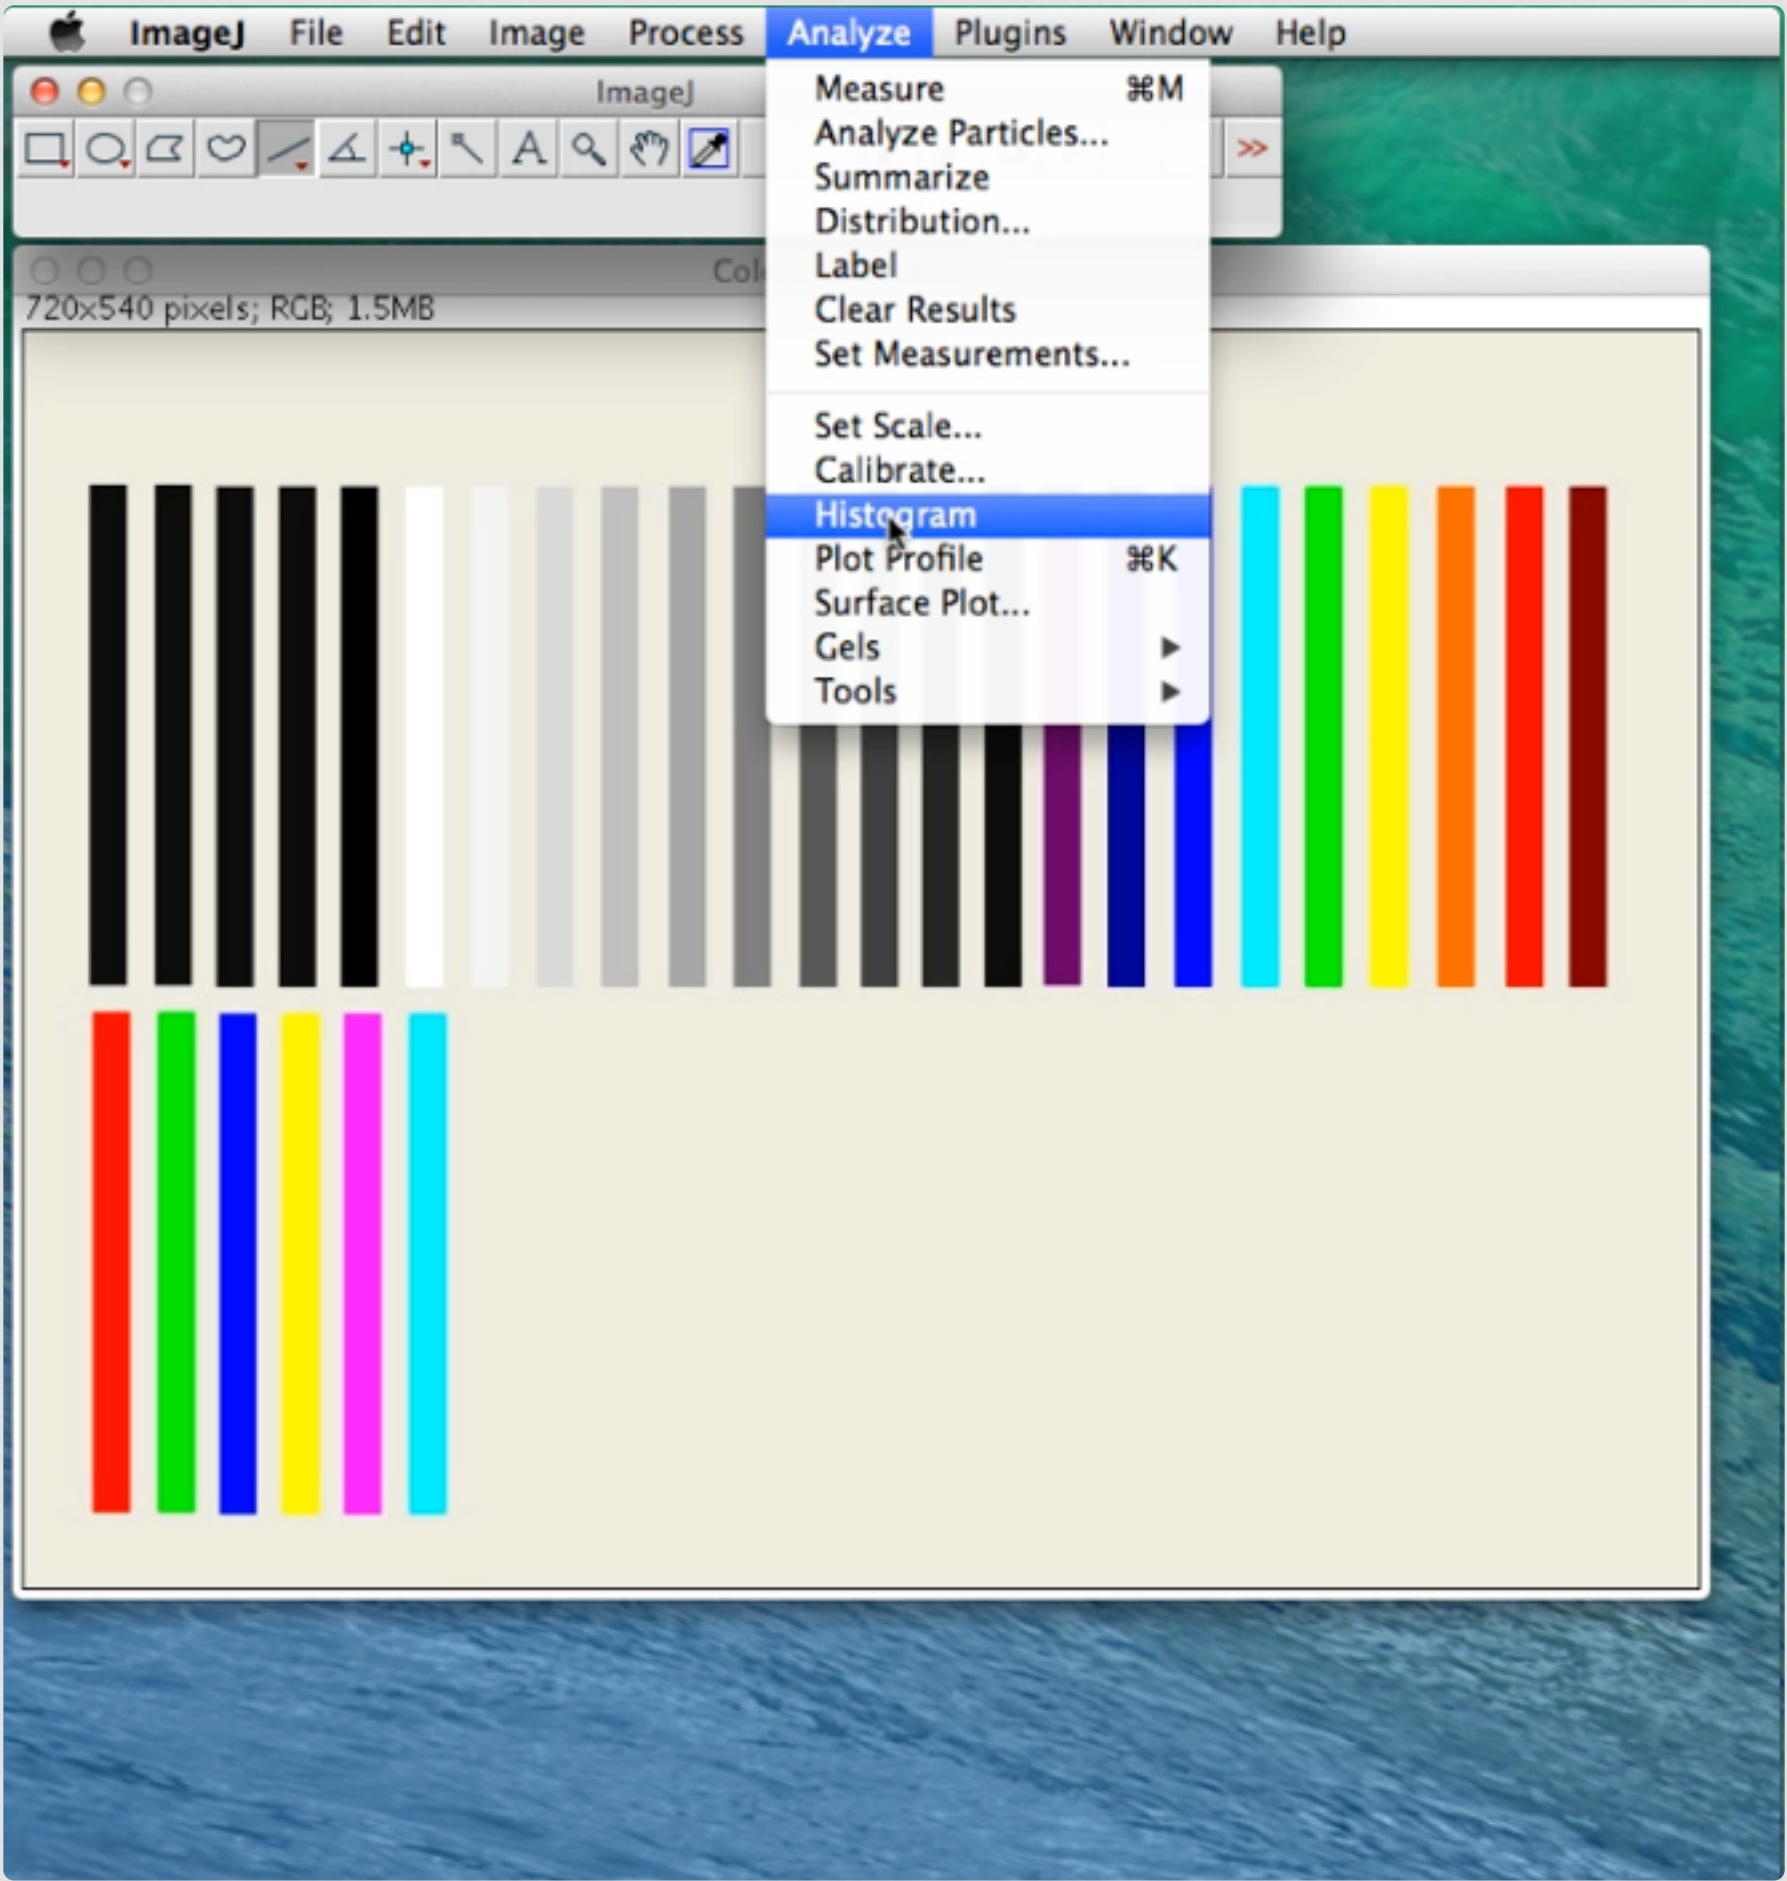 ImageJ File Edit Image Process Analyze Plugins Window Help
ImageJ
A
>>
Col
720x540 pixels; RGB; 1.5MB
Measure ⌘M
Analyze Particles...
Summarize
Distribution...
Label
Clear Results
Set Measurements...
Set Scale...
Calibrate...
Histogram
Plot Profile ⌘K
Surface Plot...
Gels
Tools